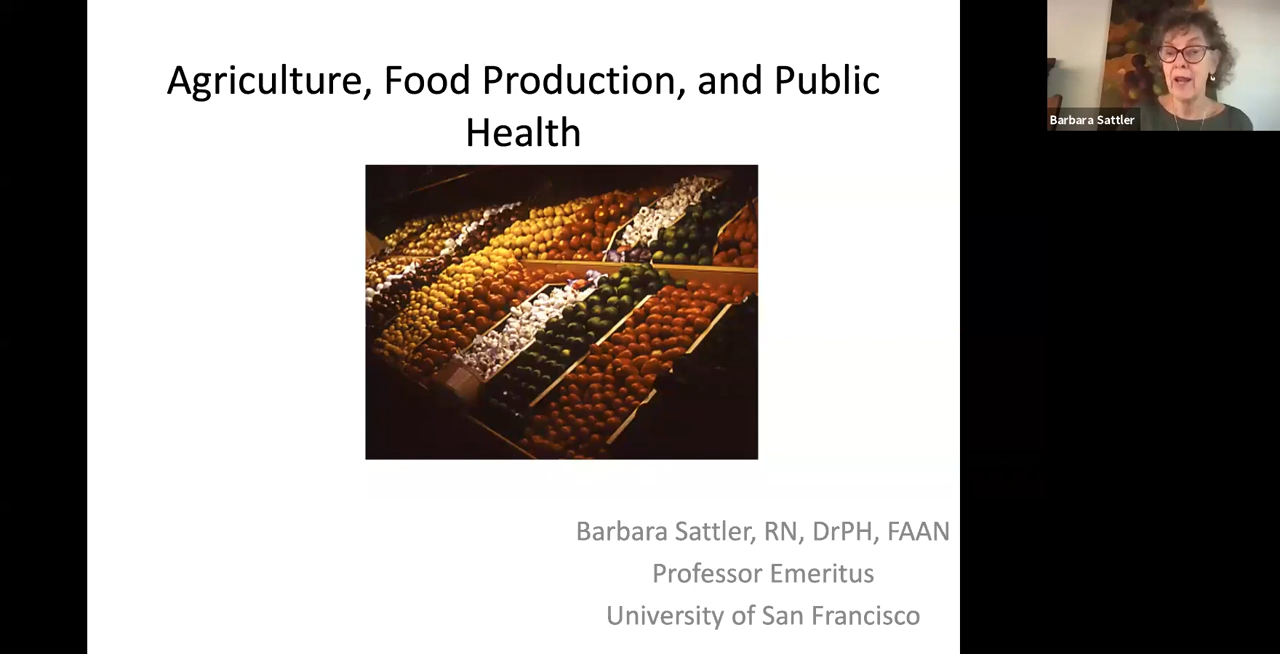 Agriculture, Food Production, and Public
Health
Barbara Sattler
Barbara Sattler, RN, DrPH, FAAN
Professor Emeritus
University of San Francisco